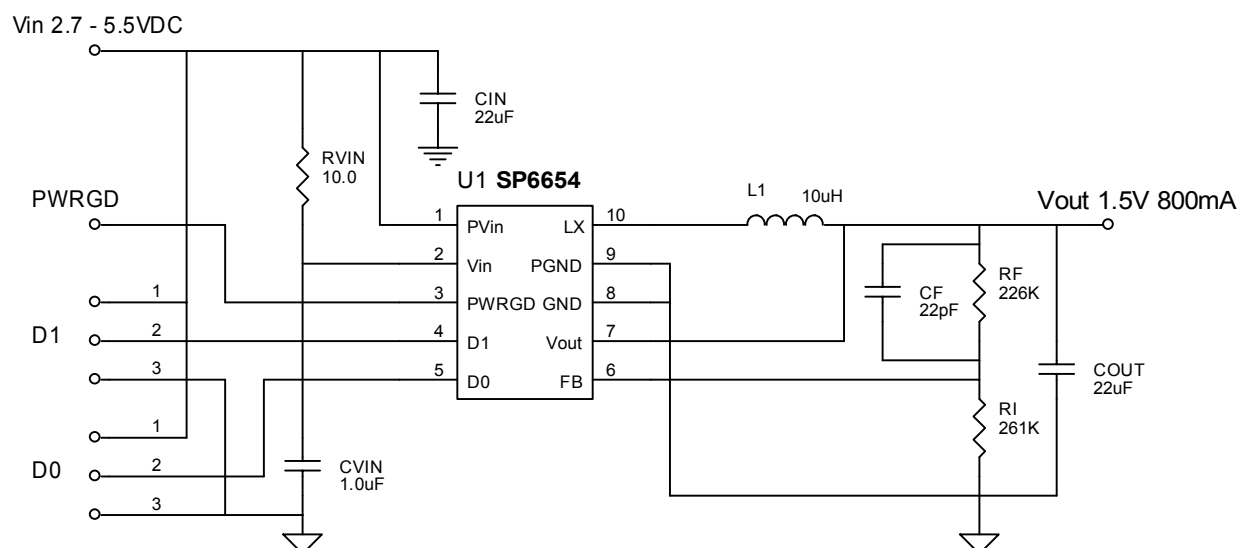 Vin 2.7 - 5.5VDC
CIN
22uF
RVIN
10.0
U1 SP6654
L1
10uH
Vout 1.5V 800mA
PWRGD
1 PVin LX 10
2 Vin PGND 9
3 PWRGD GND 8
4 D1 Vout 7
5 D0 FB 6
CF
22pF
RF
226K
1
D1 2
3
COUT
22uF
RI
261K
1
D0 2
3
CVIN
1.0uF